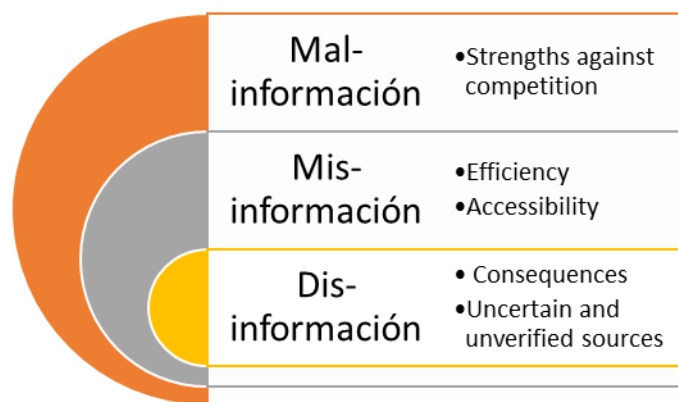 Mal-
información
•Strengths against
competition
Mis-
información
•Efficiency
•Accessibility
Dis-
información
• Consequences
•Uncertain and
unverified sources